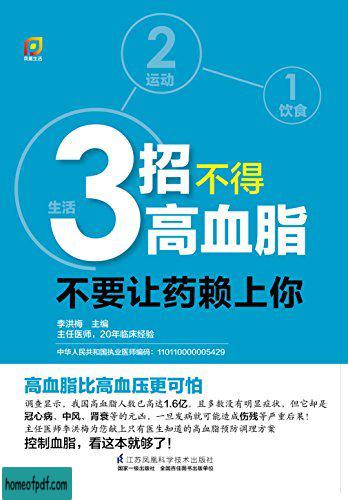 凤凰生活
2
运动
1
饮食
3招不得
生活
高血脂
不要让药赖上你
李洪梅 主编
主任医师，20年临床经验
中华人民共和国执业医师编码：110110000005429
高血脂比高血压更可怕
调查显示，我国高血脂人数已高达1.6亿，且多数没有明显症状，但它却是
冠心病、中风、肾衰等的元凶，一旦发病就可能造成伤残等严重后果！
主任医师李洪梅为您献上只有医生知道的高血脂预防调理方案
控制血脂，看这本就够了！
江苏凤凰科学技术出版社
国家一级出版社 全国百佳图书出版单位
homeofpdf.com